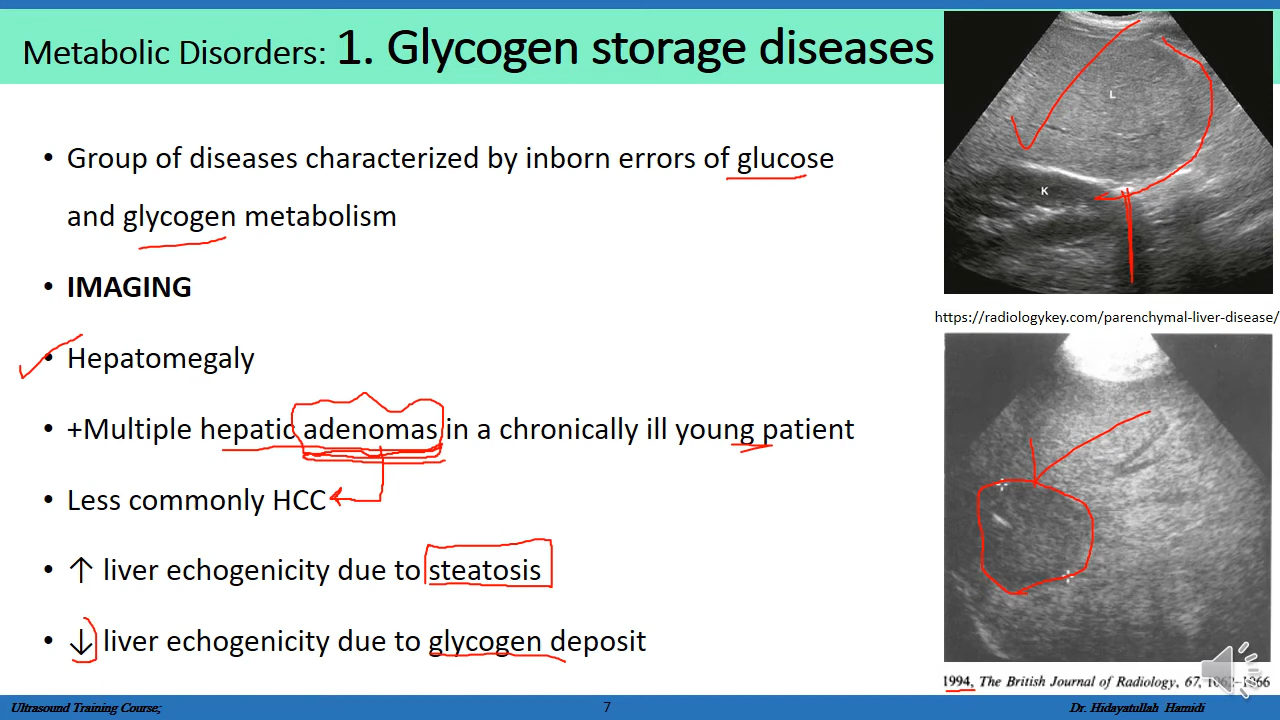 Metabolic Disorders: 1. Glycogen storage diseases
• Group of diseases characterized by inborn errors of glucose
and glycogen metabolism
• IMAGING
• Hepatomegaly
• +Multiple hepatic adenomas in a chronically ill young patient
• Less commonly HCC
• ↑ liver echogenicity due to steatosis
• ↓ liver echogenicity due to glycogen deposit
L
K
https://radiologykey.com/parenchymal-liver-disease/
1994, The British Journal of Radiology, 67,
Ultrasound Training Course;
7
Dr. Hidayatullah Hamidi